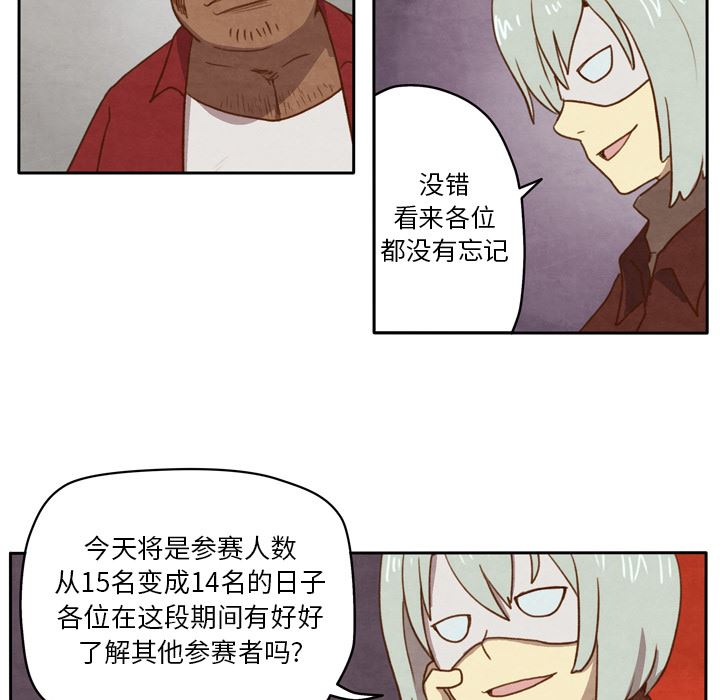 没错
看来各位
都没有忘记
今天将是参赛人数
从15名变成14名的日子
各位在这段期间有好好
了解其他参赛者吗?